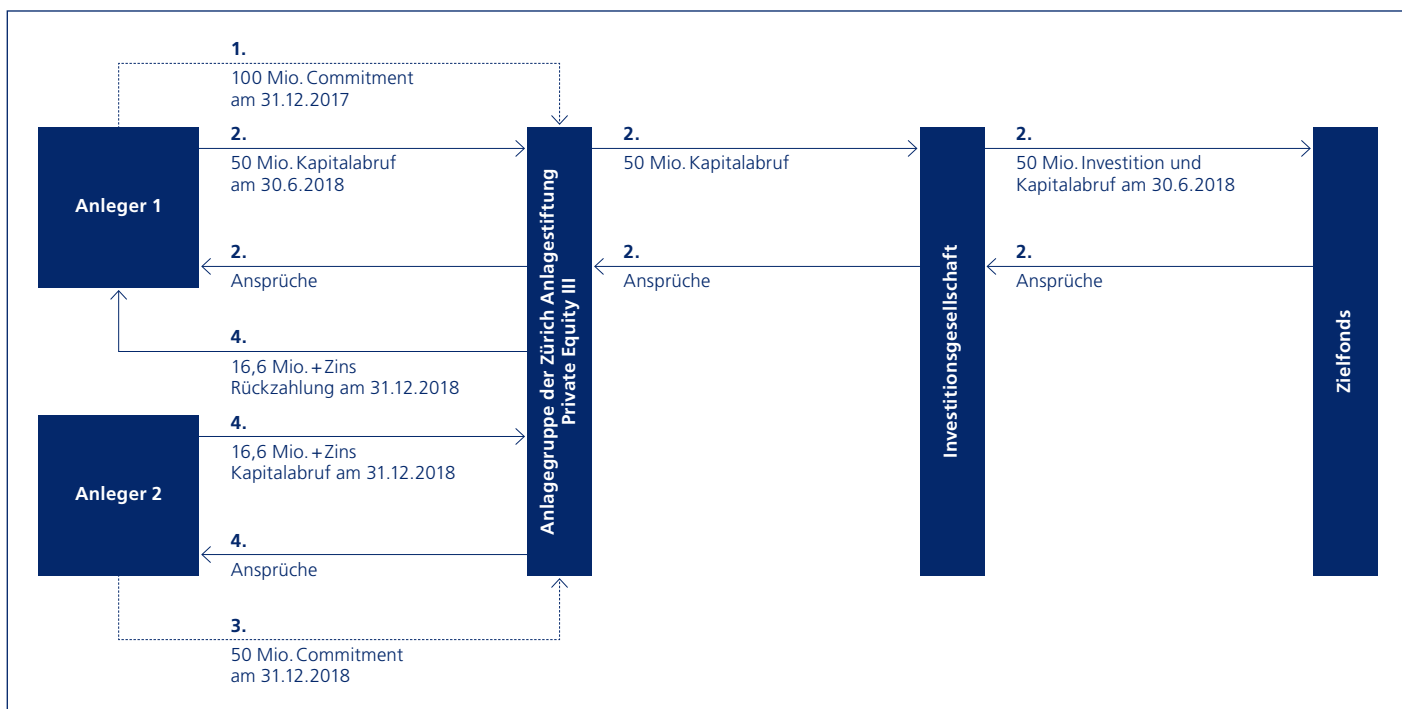 1.
100 Mio. Commitment
am 31.12.2017
Anleger 1
2.
50 Mio. Kapitalabruf
am 30.6.2018
2.
Ansprüche
4.
16,6 Mio. + Zins
Rückzahlung am 31.12.2018
Anleger 2
4.
16,6 Mio. + Zins
Kapitalabruf am 31.12.2018
4.
Ansprüche
3.
50 Mio. Commitment
am 31.12.2018
Anlagegruppe der Zürich Anlagestiftung
Private Equity III
2.
50 Mio. Kapitalabruf
2.
Ansprüche
Investitionsgesellschaft
2.
50 Mio. Investition und
Kapitalabruf am 30.6.2018
2.
Ansprüche
Zielfonds